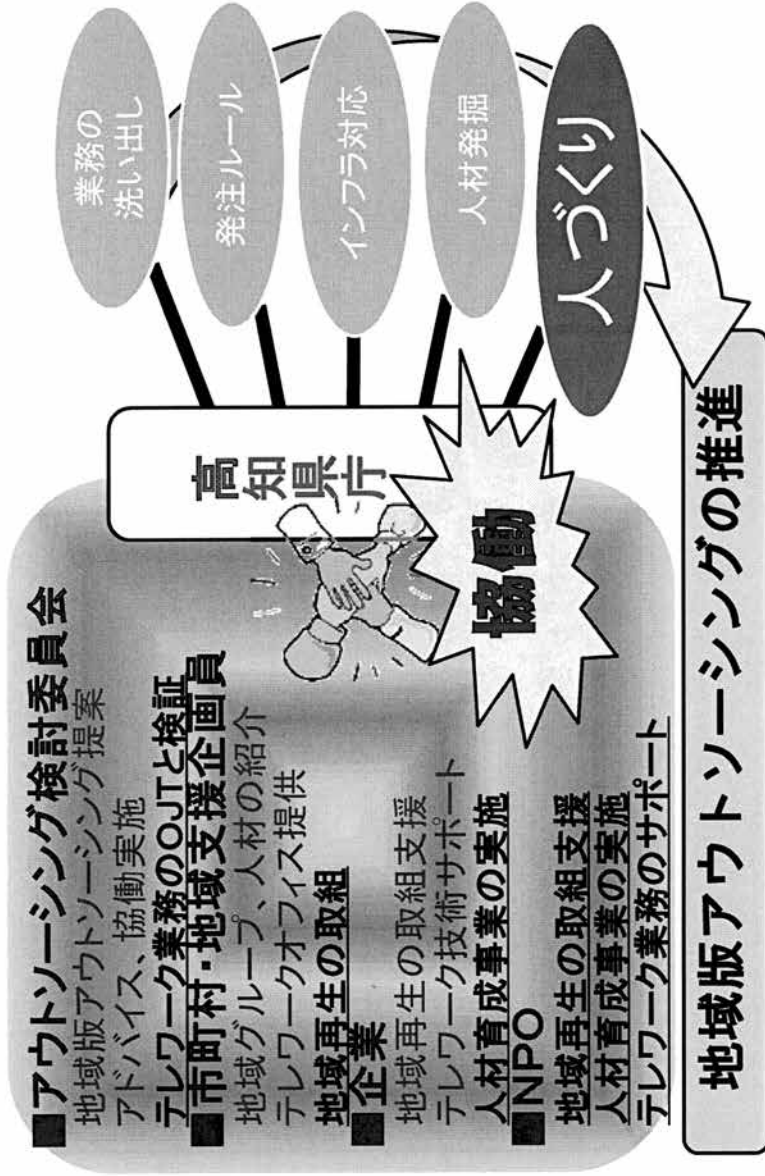 ■アウトソーシング検討委員会
地域版アウトソーシング提案
アドバイス、協働実施
テレワーク業務のOJTと検証
■市町村・地域支援企画員
地域グループ、人材の紹介
テレワークオフィス提供
地域再生の取組
■企業
地域再生の取組支援
テレワーク技術サポート
人材育成事業の実施
■NPO
地域再生の取組支援
人材育成事業の実施
テレワーク業務のサポート
高知県庁
協働
業務の
洗い出し
発注ルール
インフラ対応
人材発掘
人づくり
地域版アウトソーシングの推進